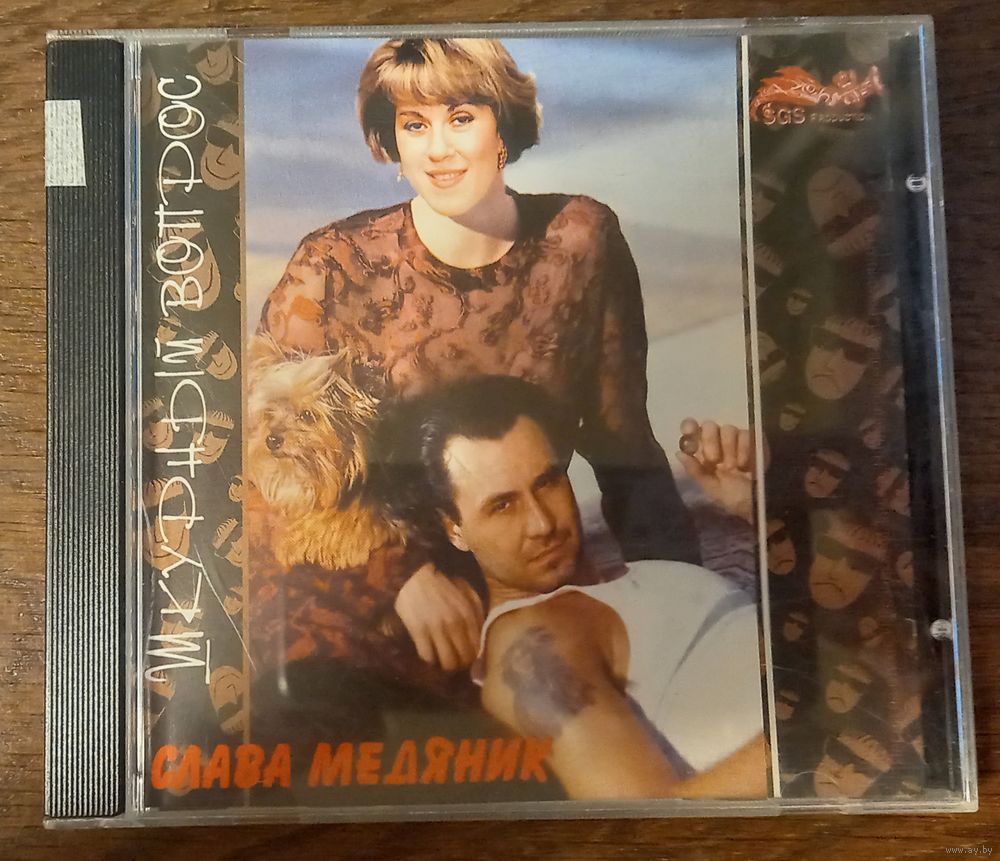 Шкурный вопрос
SGS PRODUCTION
СЛАВА МЕДЯНИК
www.ay.by